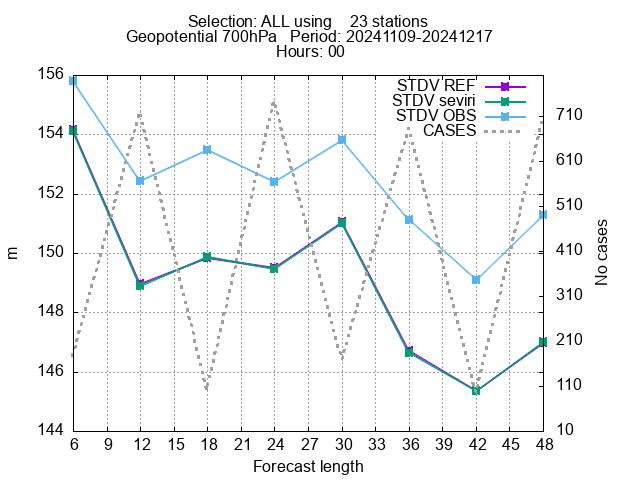 Selection: ALL using 23 stations
Geopotential 700hPa Period: 20241109-20241217
Hours: 00
STDV REF
STDV seviri
STDV OBS
CASES
156
154
152
150
148
146
144
m
710
610
510
410
310
210
110
10
No cases
6 9 12 15 18 21 24 27 30 33 36 39 42 45 48
Forecast length